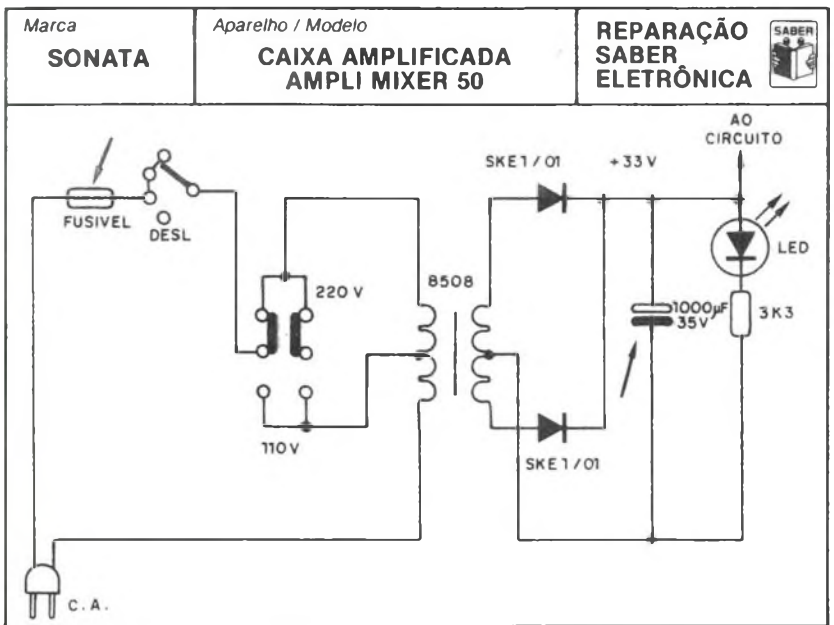 Marca
SONATA
Aparelho / Modelo
CAIXA AMPLIFICADA
AMPLI MIXER 50
REPARAÇÃO
SABER
ELETRÔNICA
SABER
AO
CIRCUITO
SKE1/01
+33V
FUSIVEL
DESL
LED
220V
8508
1000µF
35V
3K3
110V
SKE1/01
C.A.